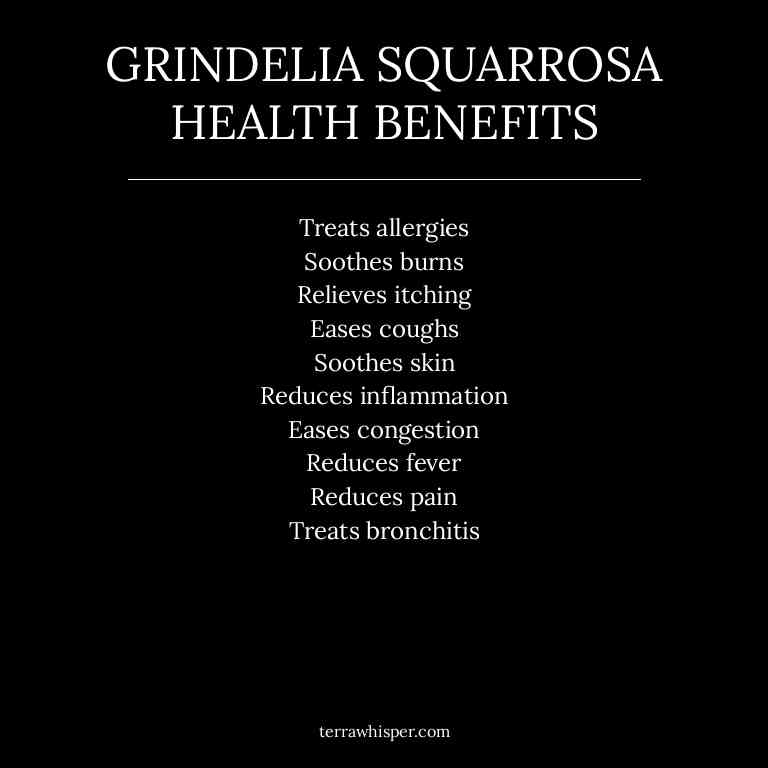 GRINDELIA SQUARROSA
HEALTH BENEFITS
Treats allergies
Soothes burns
Relieves itching
Eases coughs
Soothes skin
Reduces inflammation
Eases congestion
Reduces fever
Reduces pain
Treats bronchitis
terrawhisper.com